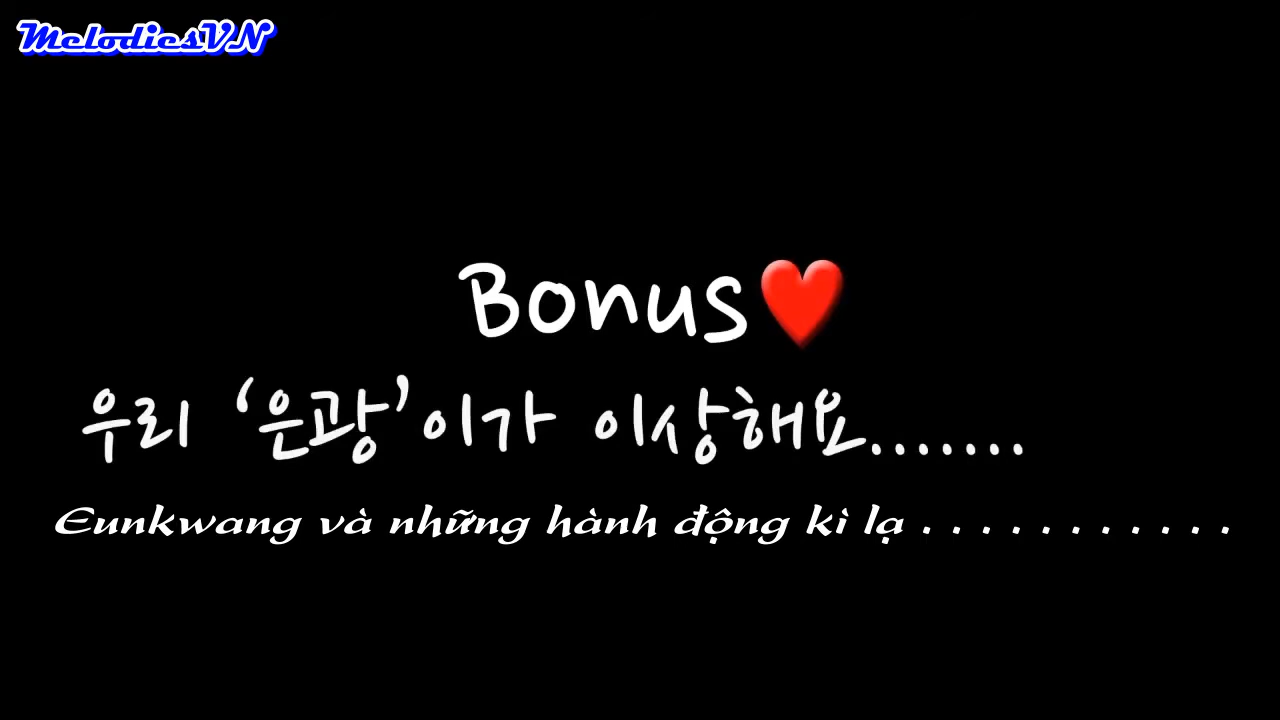 MelodiesVN
Bonus❤️
우리 ‘은광’이가 이상해요.......
Eunkwang và những hành động kì lạ . . . . . . . . . . .